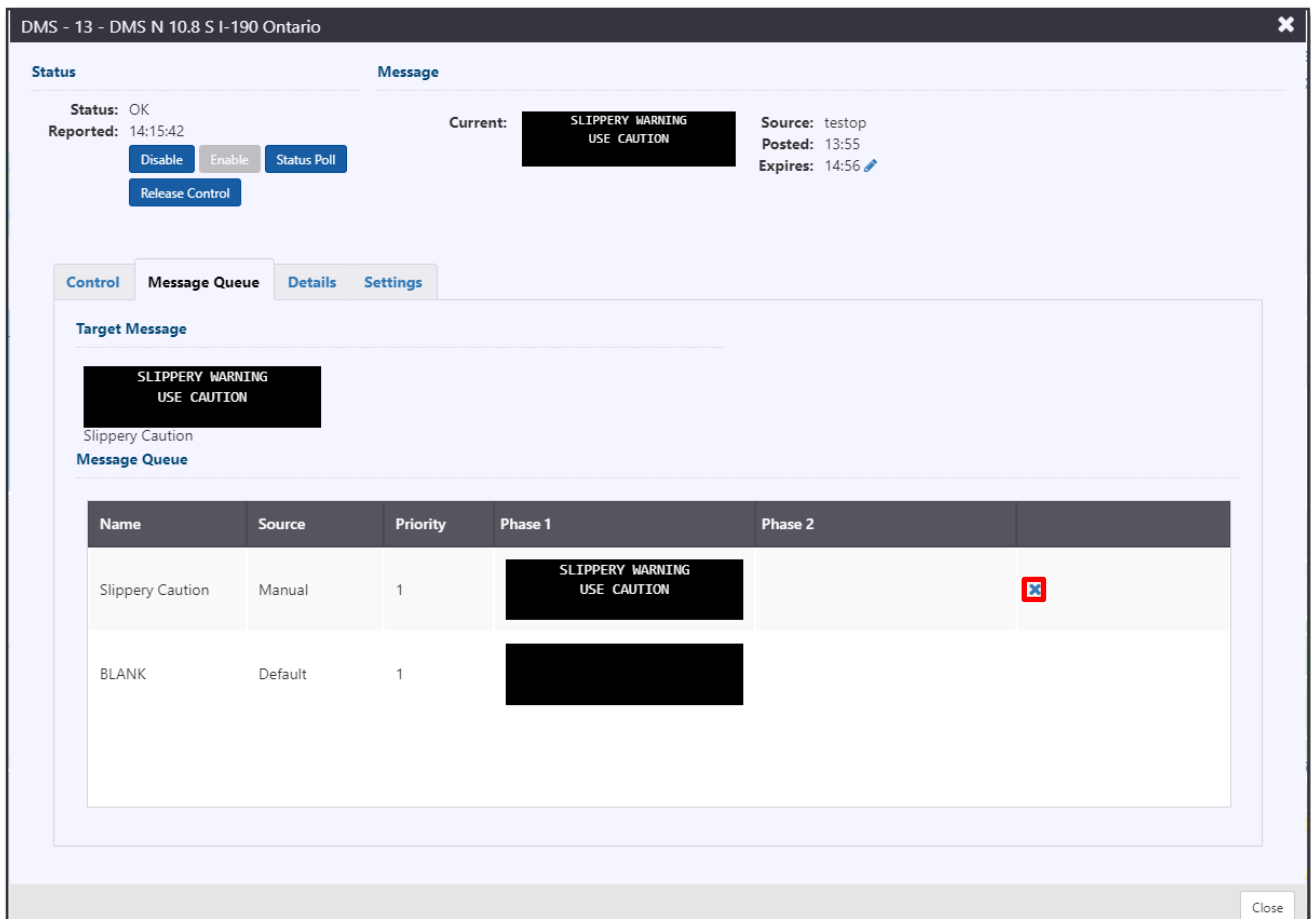 DMS - 13 - DMS N 10.8 S I-190 Ontario
Status
Message
Status: OK
Reported: 14:15:42
Disable Enable Status Poll
Release Control
Current:
SLIPPERY WARNING
USE CAUTION
Source: testop
Posted: 13:55
Expires: 14:56
Control Message Queue Details Settings
Target Message
SLIPPERY WARNING
USE CAUTION
Slippery Caution
Message Queue
Name Source Priority Phase 1 Phase 2
Slippery Caution Manual 1
SLIPPERY WARNING
USE CAUTION
BLANK Default 1
Close